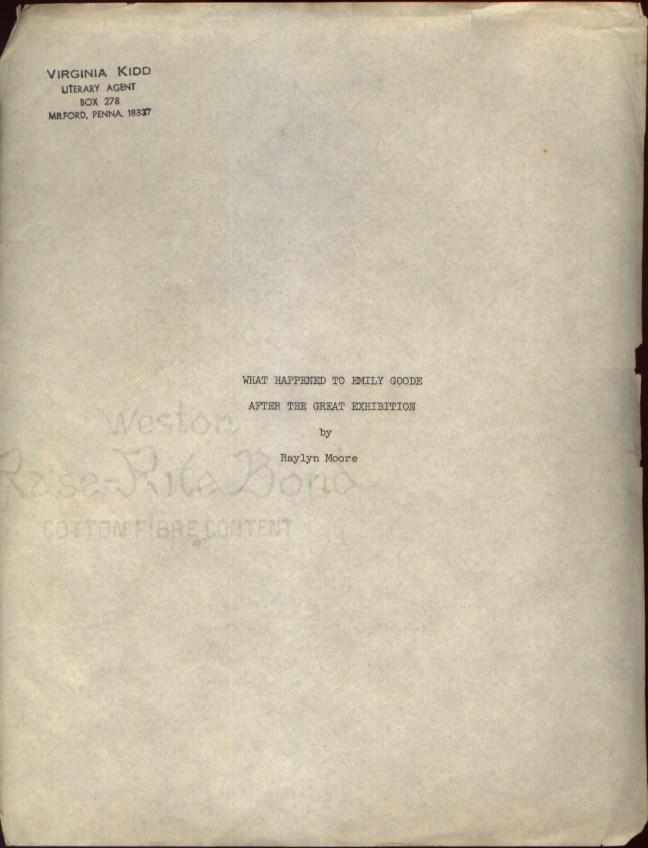 VIRGINIA KIDD
LITERARY AGENT
BOX 278
MILFORD, PENNA. 18337
WHAT HAPPENED TO EMILY GOODE
AFTER THE GREAT EXHIBITION
by
Raylyn Moore
Weston
Rase-Rite Bond
COTTON FIBRE CONTENT